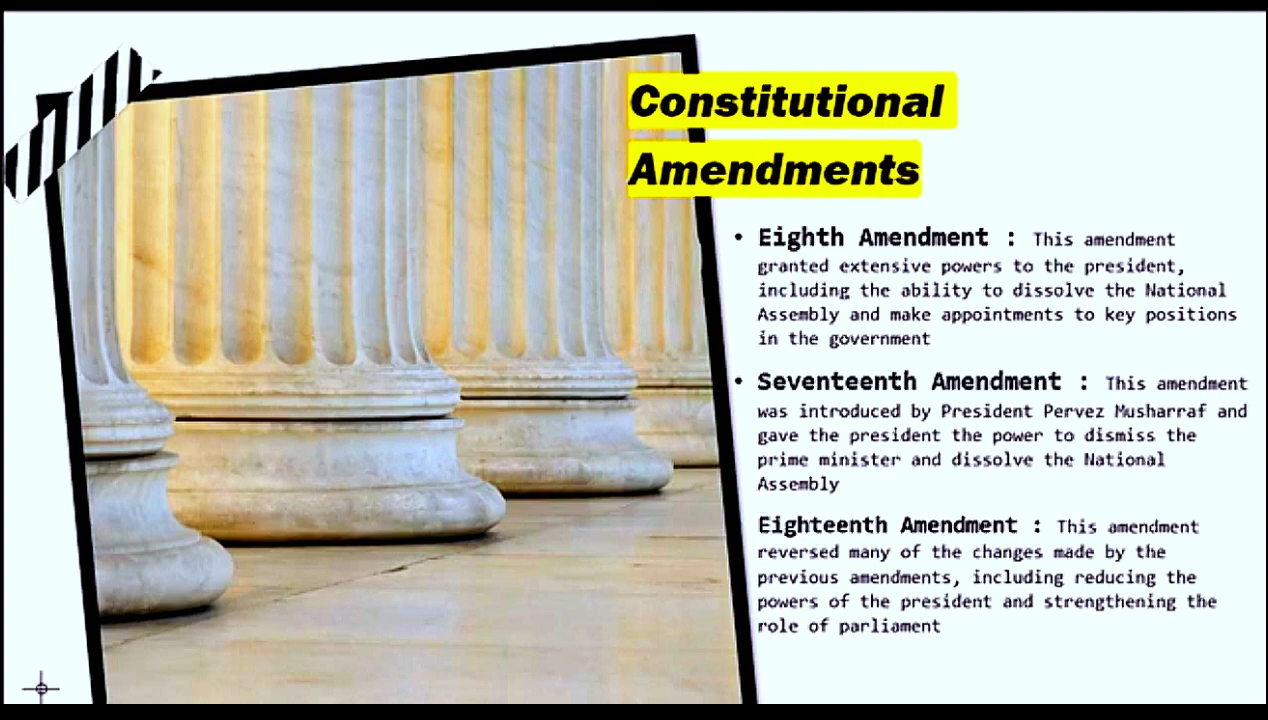 Constitutional
Amendments
• Eighth Amendment : This amendment
granted extensive powers to the president,
including the ability to dissolve the National
Assembly and make appointments to key positions
in the government
• Seventeenth Amendment : This amendment
was introduced by President Pervez Musharraf and
gave the president the power to dismiss the
prime minister and dissolve the National
Assembly
Eighteenth Amendment : This amendment
reversed many of the changes made by the
previous amendments, including reducing the
powers of the president and strengthening the
role of parliament